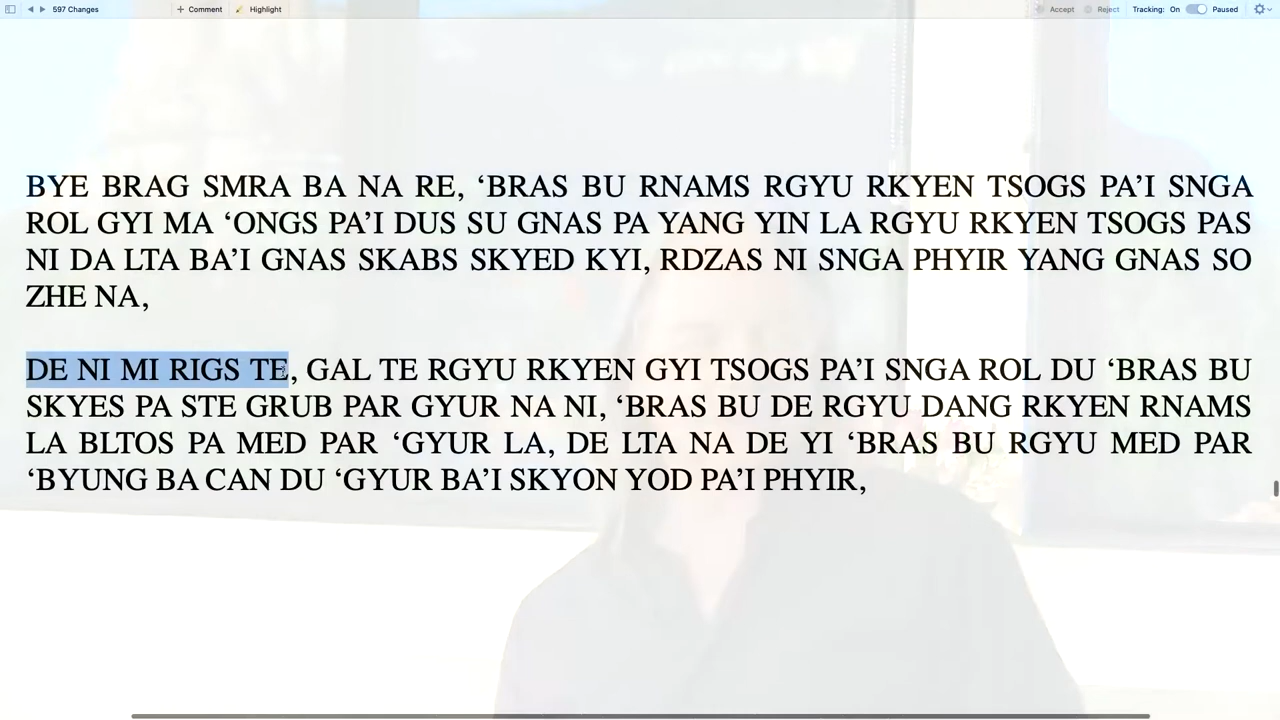 597 Changes
Comment
Highlight
Accept
Reject
Tracking: On
Paused
BYE BRAG SMRA BA NA RE, ‘BRAS BU RNAMS RGYU RKYEN TSOGS PA’I SNGA
ROL GYI MA ‘ONGS PA’I DUS SU GNAS PA YANG YIN LA RGYU RKYEN TSOGS PAS
NI DA LTA BA’I GNAS SKABS SKYED KYI, RDZAS NI SNGA PHYIR YANG GNAS SO
ZHE NA,
DE NI MI RIGS TE, GAL TE RGYU RKYEN GYI TSOGS PA’I SNGA ROL DU ‘BRAS BU
SKYES PA STE GRUB PAR GYUR NA NI, ‘BRAS BU DE RGYU DANG RKYEN RNAMS
LA BLTOS PA MED PAR ‘GYUR LA, DE LTA NA DE YI ‘BRAS BU RGYU MED PAR
‘BYUNG BA CAN DU ‘GYUR BA’I SKYON YOD PA’I PHYIR,